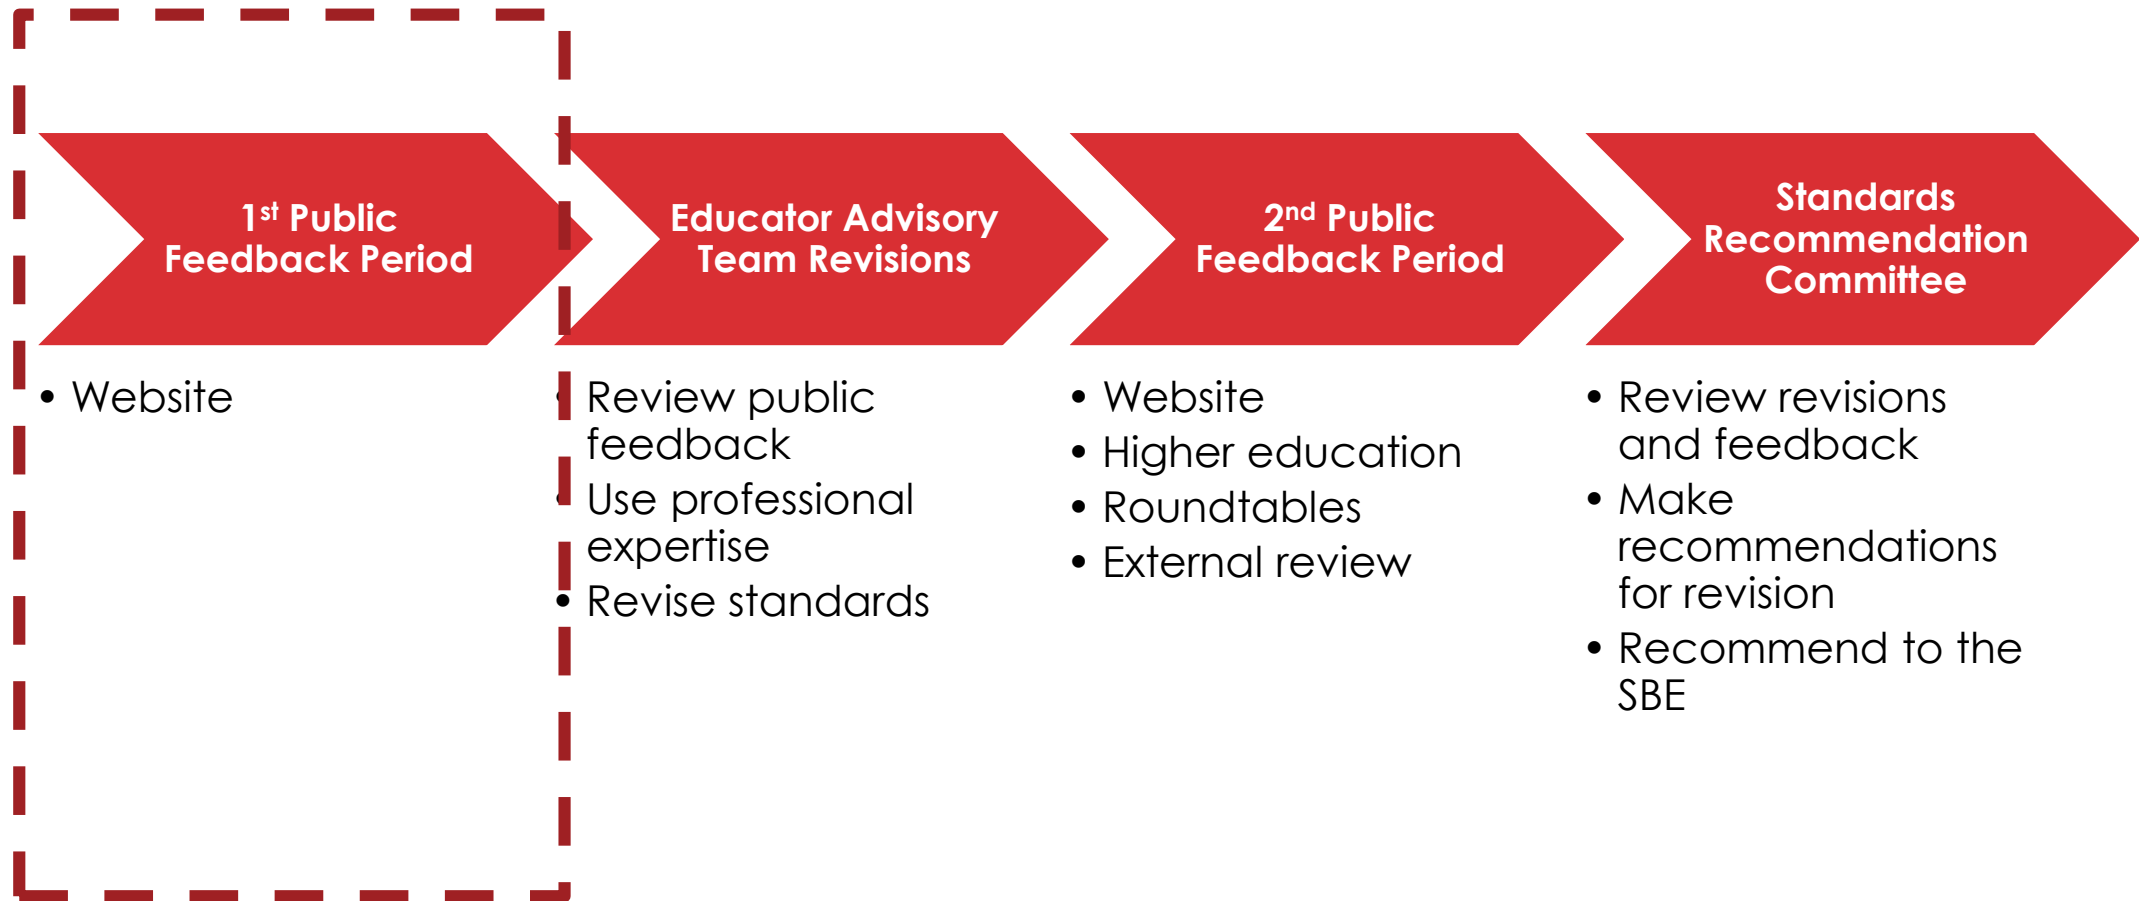 1st Public
Feedback Period
• Website
Educator Advisory
Team Revisions
• Review public
feedback
• Use professional
expertise
• Revise standards
2nd Public
Feedback Period
• Website
• Higher education
• Roundtables
• External review
Standards
Recommendation
Committee
• Review revisions
and feedback
• Make
recommendations
for revision
• Recommend to the
SBE